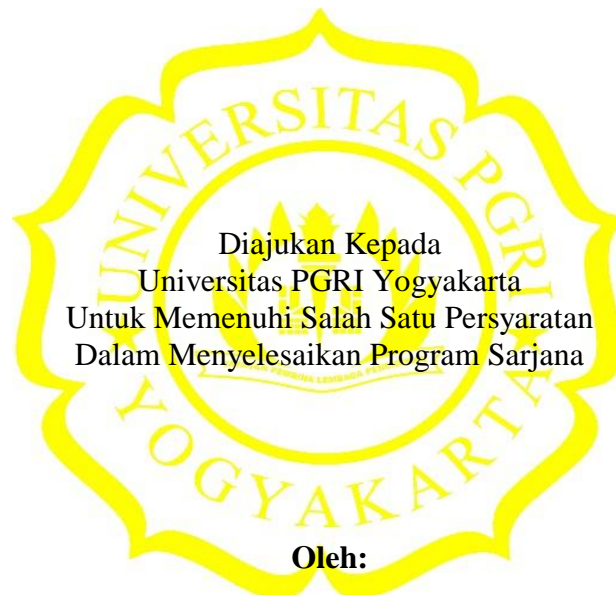 UNIVERSITAS PGRI
Diajukan Kepada
Universitas PGRI Yogyakarta
Untuk Memenuhi Salah Satu Persyaratan
Dalam Menyelesaikan Program Sarjana
YOGYAKARTA
Oleh: